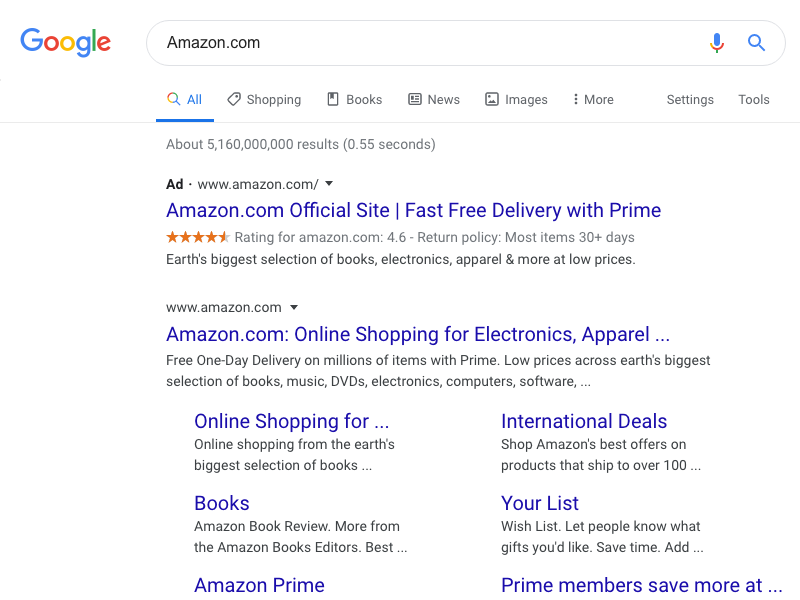 Google
Amazon.com
All Shopping Books News Images More Settings Tools
About 5,160,000,000 results (0.55 seconds)
Ad · www.amazon.com/
Amazon.com Official Site | Fast Free Delivery with Prime
Rating for amazon.com: 4.6 - Return policy: Most items 30+ days
Earth's biggest selection of books, electronics, apparel & more at low prices.
www.amazon.com
Amazon.com: Online Shopping for Electronics, Apparel ...
Free One-Day Delivery on millions of items with Prime. Low prices across earth's biggest
selection of books, music, DVDs, electronics, computers, software, ...
Online Shopping for ...
Online shopping from the earth's
biggest selection of books ...
International Deals
Shop Amazon's best offers on
products that ship to over 100 ...
Books
Amazon Book Review. More from
the Amazon Books Editors. Best ...
Your List
Wish List. Let people know what
gifts you'd like. Save time. Add ...
Amazon Prime
Prime members save more at ...